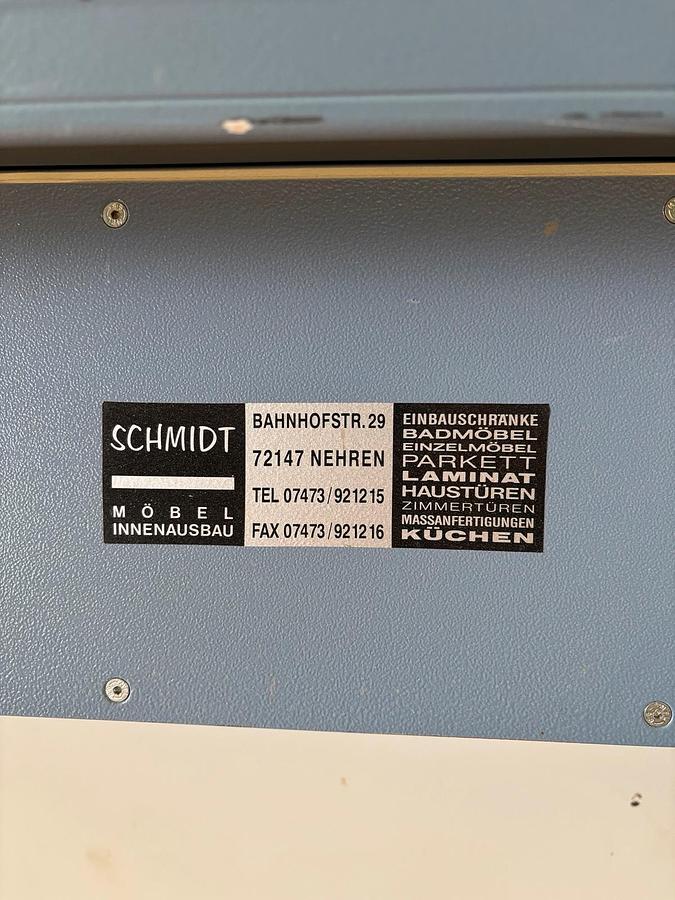 SCHMIDT
MÖBEL
INNENAUSBAU
BAHNHOFSTR. 29
72147 NEHREN
TEL 07473/921215
FAX 07473/921216
EINBAUSCHRÄNKE
BADMÖBEL
EINZELMÖBEL
PARKETT
LAMINAT
HAUSTÜREN
ZIMMERTÜREN
MASSANFERTIGUNGEN
KÜCHEN